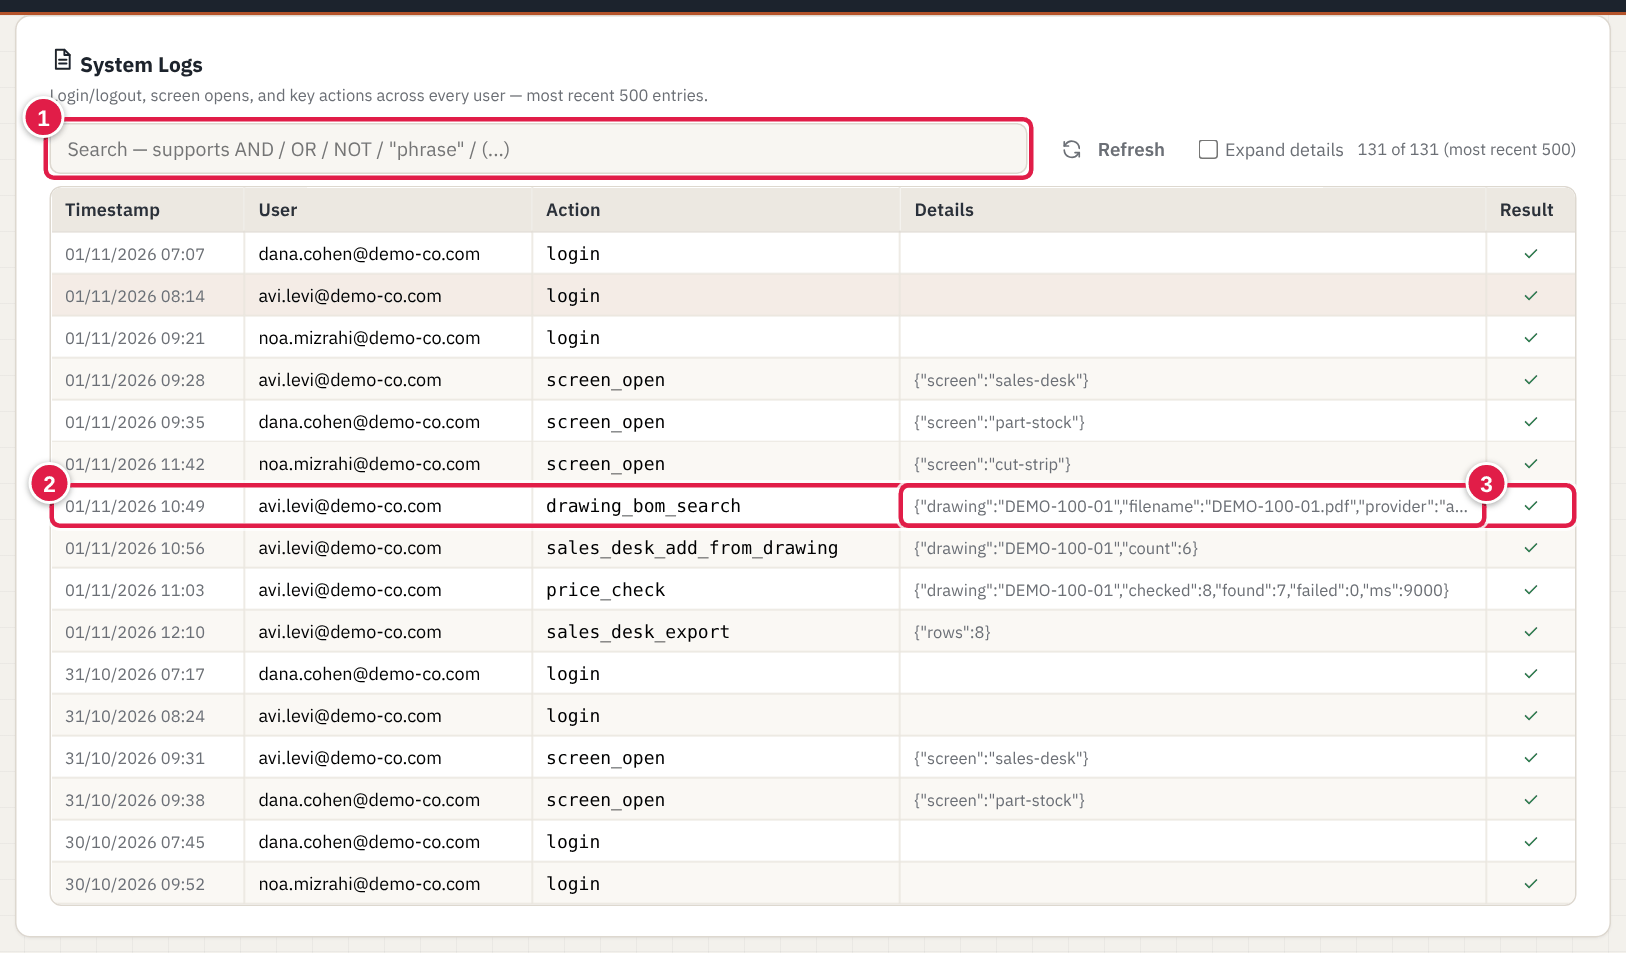 System Logs
Login/logout, screen opens, and key actions across every user — most recent 500 entries.
1
Search — supports AND / OR / NOT / "phrase" / (...)
Refresh
Expand details
131 of 131 (most recent 500)
Timestamp User Action Details Result
01/11/2026 07:07 dana.cohen@demo-co.com login ✓
01/11/2026 08:14 avi.levi@demo-co.com login ✓
01/11/2026 09:21 noa.mizrahi@demo-co.com login ✓
01/11/2026 09:28 avi.levi@demo-co.com screen_open {"screen":"sales-desk"} ✓
01/11/2026 09:35 dana.cohen@demo-co.com screen_open {"screen":"part-stock"} ✓
01/11/2026 11:42 noa.mizrahi@demo-co.com screen_open {"screen":"cut-strip"} ✓
2
3
01/11/2026 10:49 avi.levi@demo-co.com drawing_bom_search {"drawing":"DEMO-100-01","filename":"DEMO-100-01.pdf","provider":"a... ✓
01/11/2026 10:56 avi.levi@demo-co.com sales_desk_add_from_drawing {"drawing":"DEMO-100-01","count":6} ✓
01/11/2026 11:03 avi.levi@demo-co.com price_check {"drawing":"DEMO-100-01","checked":8,"found":7,"failed":0,"ms":9000} ✓
01/11/2026 12:10 avi.levi@demo-co.com sales_desk_export {"rows":8} ✓
31/10/2026 07:17 dana.cohen@demo-co.com login ✓
31/10/2026 08:24 avi.levi@demo-co.com login ✓
31/10/2026 09:31 avi.levi@demo-co.com screen_open {"screen":"sales-desk"} ✓
31/10/2026 09:38 dana.cohen@demo-co.com screen_open {"screen":"part-stock"} ✓
30/10/2026 07:45 dana.cohen@demo-co.com login ✓
30/10/2026 09:52 noa.mizrahi@demo-co.com login ✓